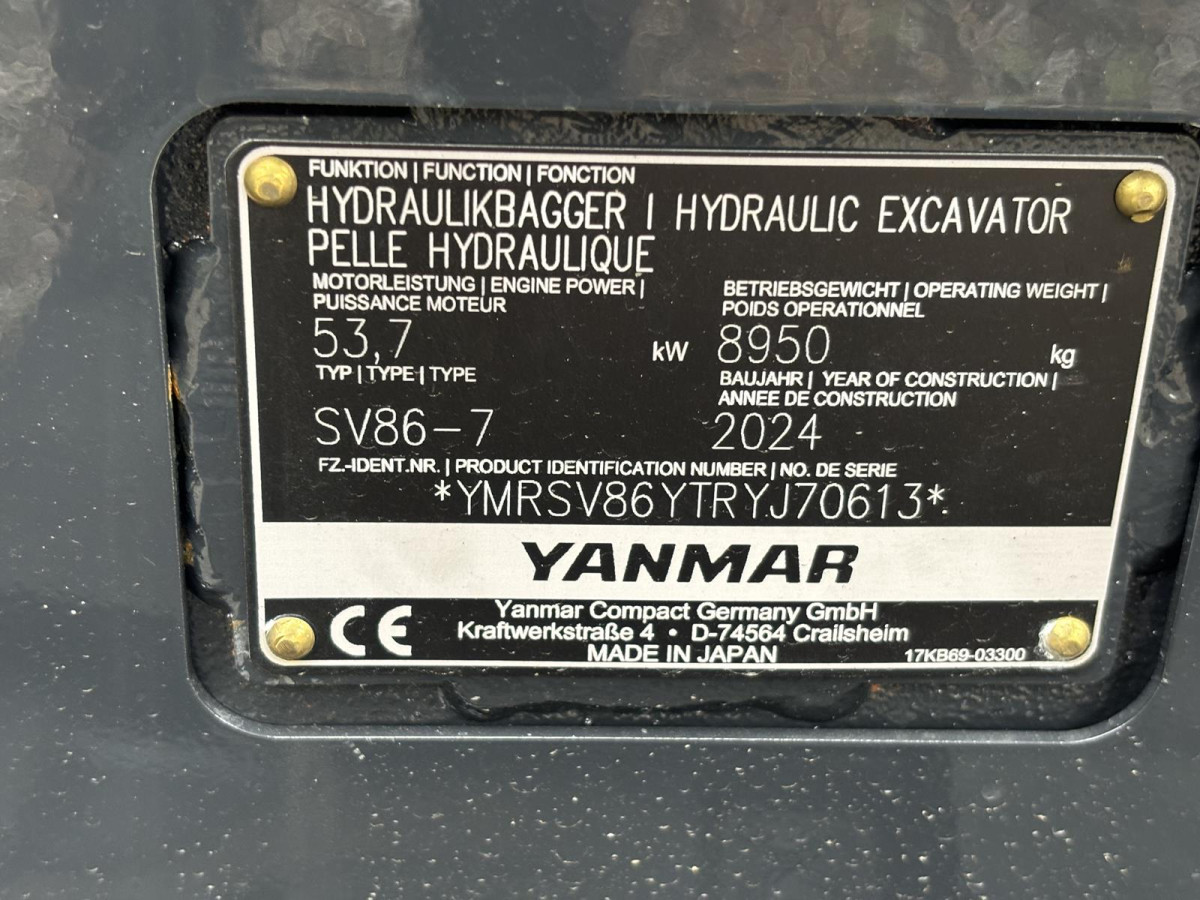 FUNKTION | FUNCTION | FONCTION
HYDRAULIKBAGGER | HYDRAULIC EXCAVATOR
PELLE HYDRAULIQUE
MOTORLEISTUNG | ENGINE POWER |
PUISSANCE MOTEUR
BETRIEBSGEWICHT | OPERATING WEIGHT |
POIDS OPERATIONNEL
53,7 kW 8950 kg
TYP | TYPE | TYPE
BAUJAHR | YEAR OF CONSTRUCTION |
ANNEE DE CONSTRUCTION
SV86-7 2024
FZ.-IDENT.NR. | PRODUCT IDENTIFICATION NUMBER | NO. DE SERIE
*YMRSV86YTRYJ70613*
YANMAR
CE
Yanmar Compact Germany GmbH
Kraftwerkstraße 4 • D-74564 Crailsheim
MADE IN JAPAN
17KB69-03300